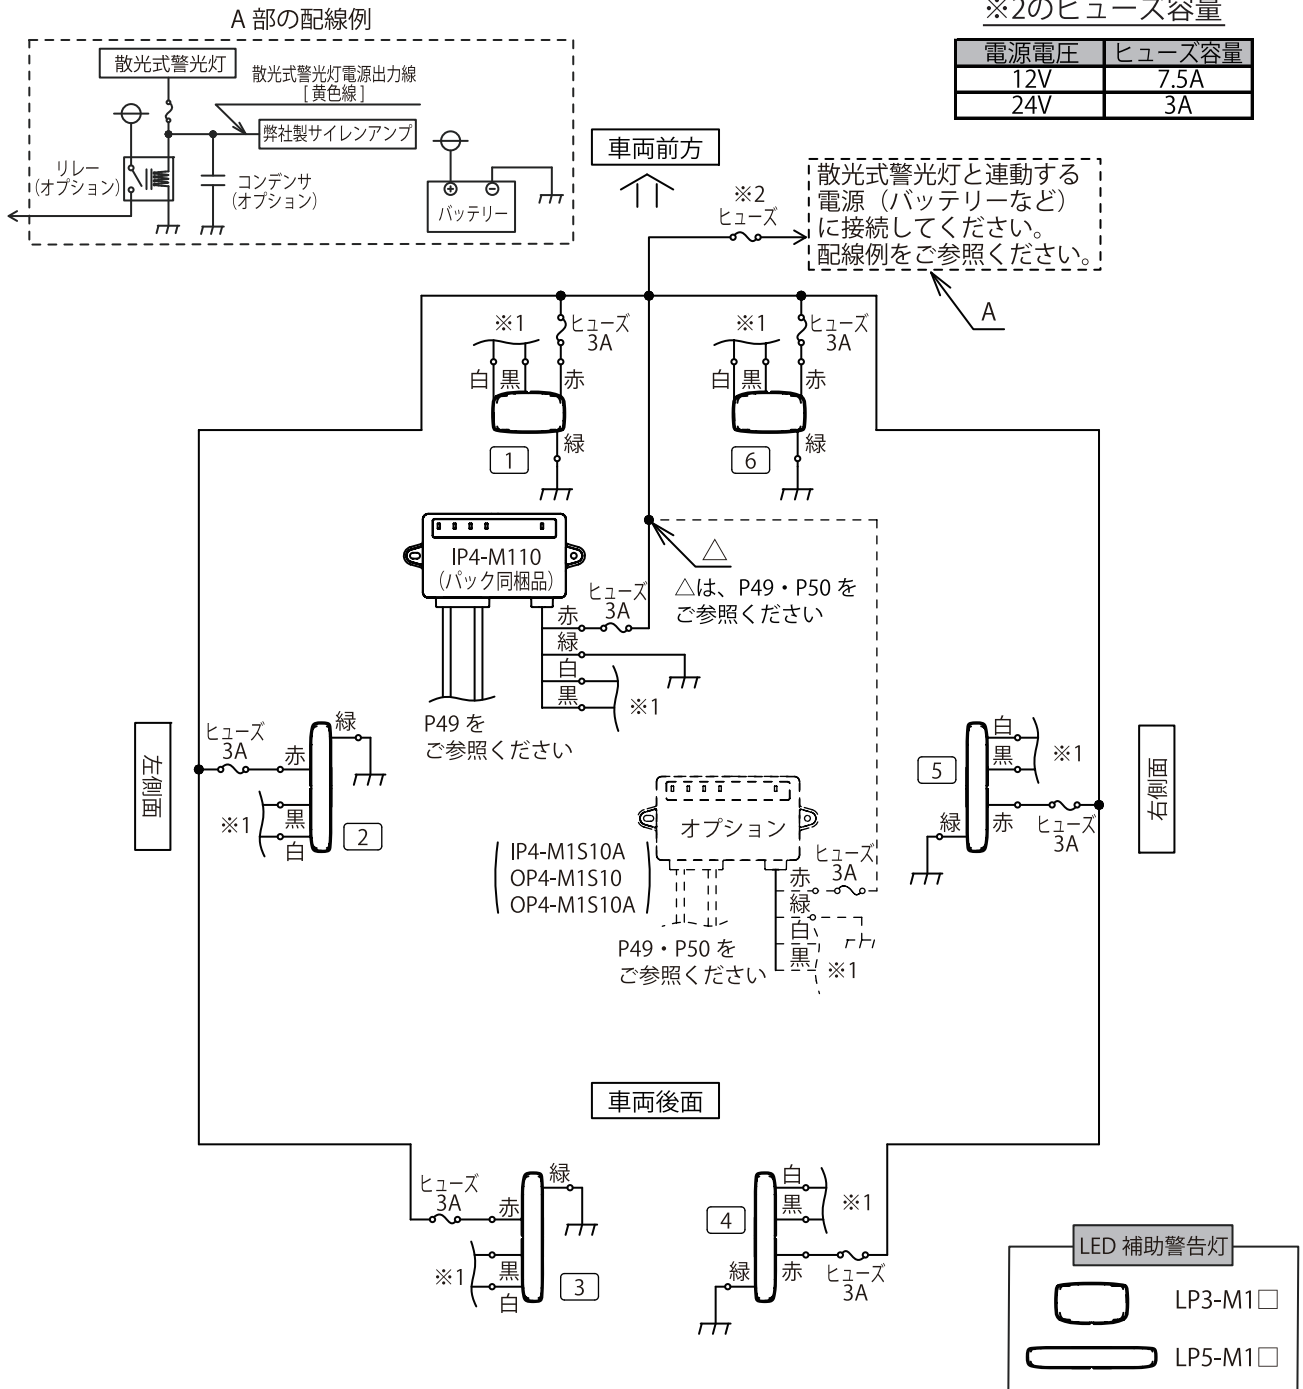 A 部の配線例
散光式警光灯
散光式警光灯電源出力線
[ 黄色線 ]
弊社製サイレンアンプ
リレー
(オプション)
コンデンサ
(オプション)
バッテリー
※2のヒューズ容量
電源電圧 ヒューズ容量
12V 7.5A
24V 3A
車両前方
※2
ヒューズ
散光式警光灯と連動する
電源（バッテリーなど）
に接続してください。
配線例をご参照ください。
A
※1
ヒューズ
3A
白 黒 赤
緑
1
※1
ヒューズ
3A
白 黒 赤
緑
6
IP4-M110
(パック同梱品)
赤
ヒューズ
3A
緑
白
黒
※1
P49 を
ご参照ください
△
△は、P49・P50 を
ご参照ください
左側面
ヒューズ
3A
赤
緑
※1
黒
白
2
右側面
白
黒
※1
5
緑
赤
ヒューズ
3A
オプション
IP4-M1S10A
OP4-M1S10
OP4-M1S10A
ヒューズ
3A
赤
緑
白
黒
※1
P49・P50 を
ご参照ください
車両後面
ヒューズ
3A
赤
緑
※1
黒
白
3
白
黒
※1
4
緑
赤
ヒューズ
3A
LED 補助警告灯
LP3-M1□
LP5-M1□